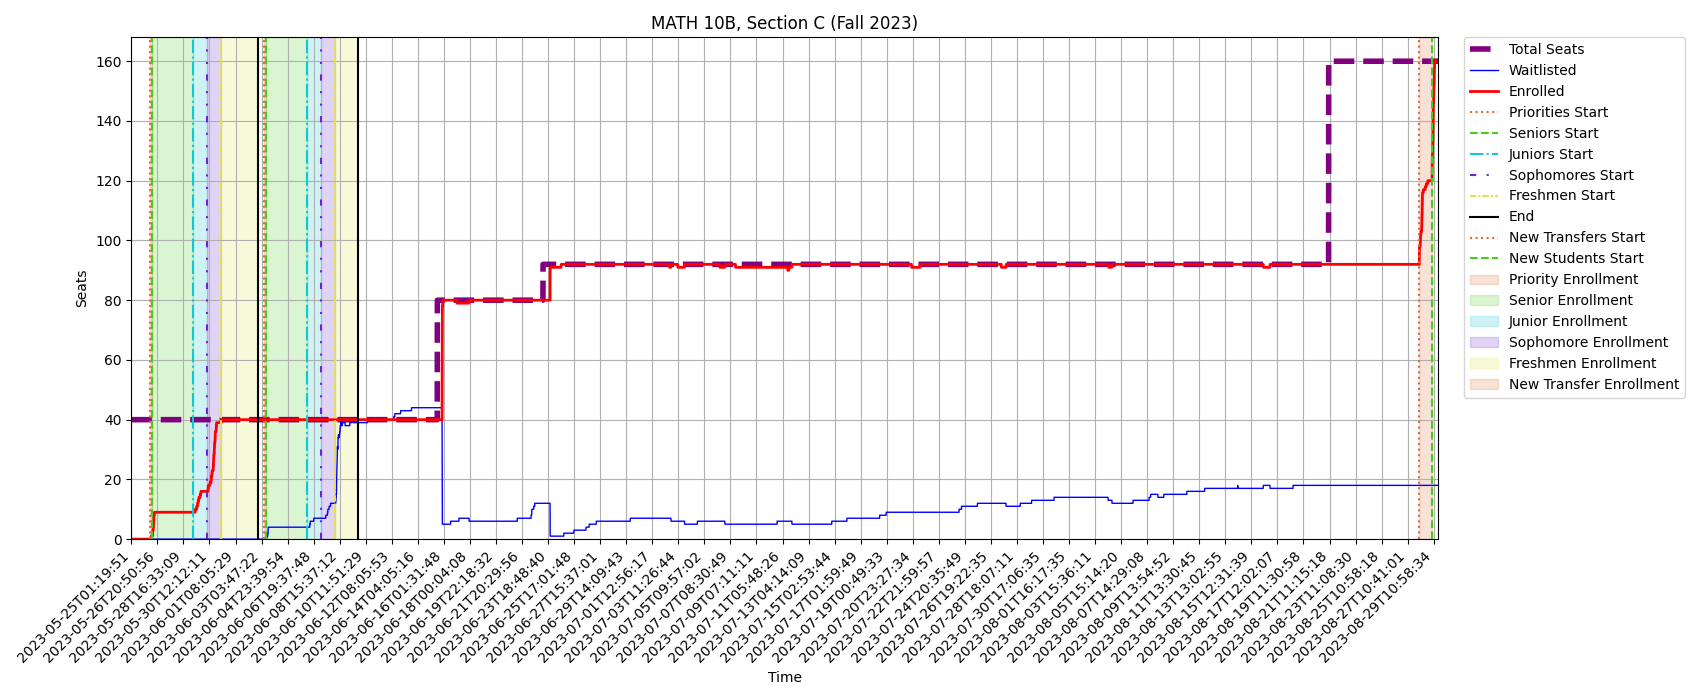 MATH 10B, Section C (Fall 2023)
Seats
160
140
120
100
80
60
40
20
0
2023-05-25T01:19:51
2023-05-26T20:50:56
2023-05-28T16:33:09
2023-05-30T12:12:11
2023-06-01T08:05:29
2023-06-03T03:47:22
2023-06-04T23:39:54
2023-06-06T19:37:48
2023-06-08T15:37:12
2023-06-10T11:51:29
2023-06-12T08:05:53
2023-06-14T04:05:16
2023-06-16T01:31:48
2023-06-18T00:04:08
2023-06-19T22:18:32
2023-06-21T20:29:56
2023-06-23T18:48:40
2023-06-25T17:01:48
2023-06-27T15:37:01
2023-06-29T14:09:43
2023-07-01T12:56:17
2023-07-03T11:26:44
2023-07-05T09:57:02
2023-07-07T08:30:49
2023-07-09T07:11:11
2023-07-11T05:48:26
2023-07-13T04:14:09
2023-07-15T02:53:44
2023-07-17T01:59:49
2023-07-19T00:49:33
2023-07-20T23:27:34
2023-07-22T21:59:57
2023-07-24T20:35:49
2023-07-26T19:22:35
2023-07-28T18:07:11
2023-07-30T17:06:35
2023-08-01T16:17:35
2023-08-03T15:36:11
2023-08-05T15:14:20
2023-08-07T14:29:08
2023-08-09T13:54:52
2023-08-11T13:30:45
2023-08-13T13:02:55
2023-08-15T12:31:39
2023-08-17T12:02:07
2023-08-19T11:30:58
2023-08-21T11:15:18
2023-08-23T11:08:30
2023-08-25T10:58:18
2023-08-27T10:41:01
2023-08-29T10:58:34
Time
Total Seats
Waitlisted
Enrolled
Priorities Start
Seniors Start
Juniors Start
Sophomores Start
Freshmen Start
End
New Transfers Start
New Students Start
Priority Enrollment
Senior Enrollment
Junior Enrollment
Sophomore Enrollment
Freshmen Enrollment
New Transfer Enrollment